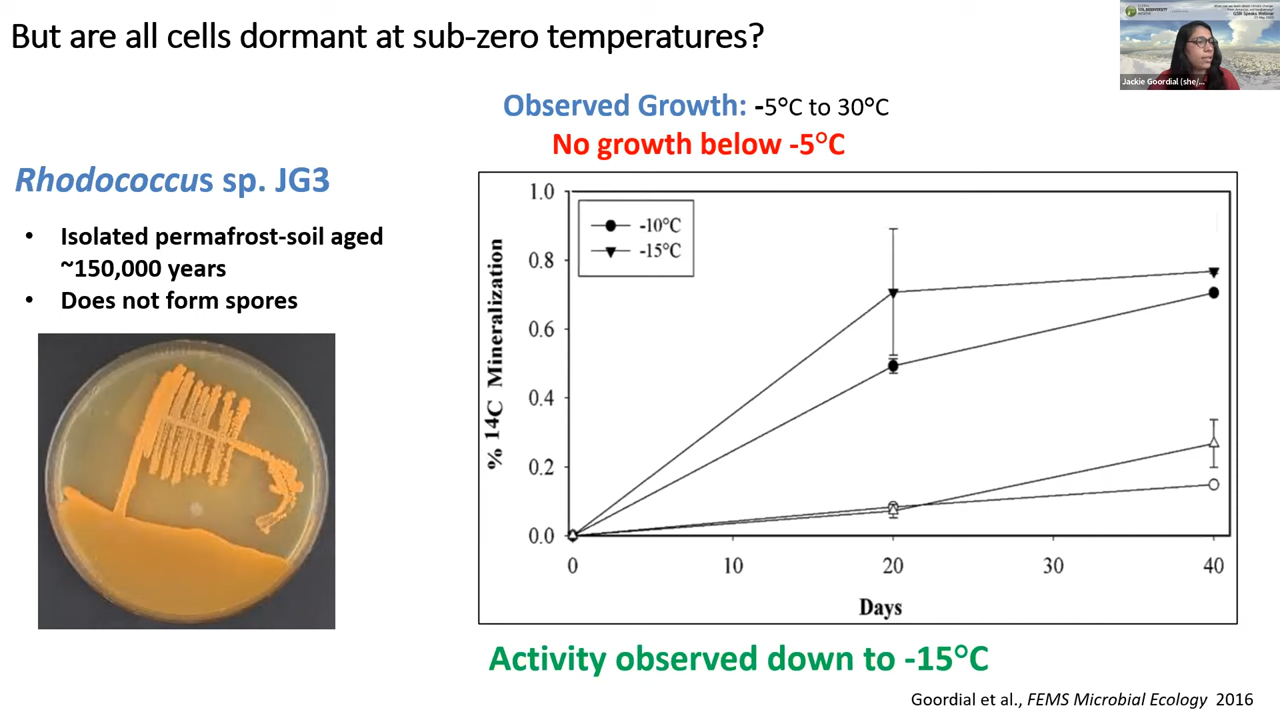 But are all cells dormant at sub-zero temperatures?
Jackie Goordial (she/...
Observed Growth: -5°C to 30°C
No growth below -5°C
Rhodococcus sp. JG3
• Isolated permafrost-soil aged
~150,000 years
• Does not form spores
% 14C Mineralization
1.0
0.8
0.6
0.4
0.2
0.0
-10°C
-15°C
0 10 20 30 40
Days
Activity observed down to -15°C
Goordial et al., FEMS Microbial Ecology 2016